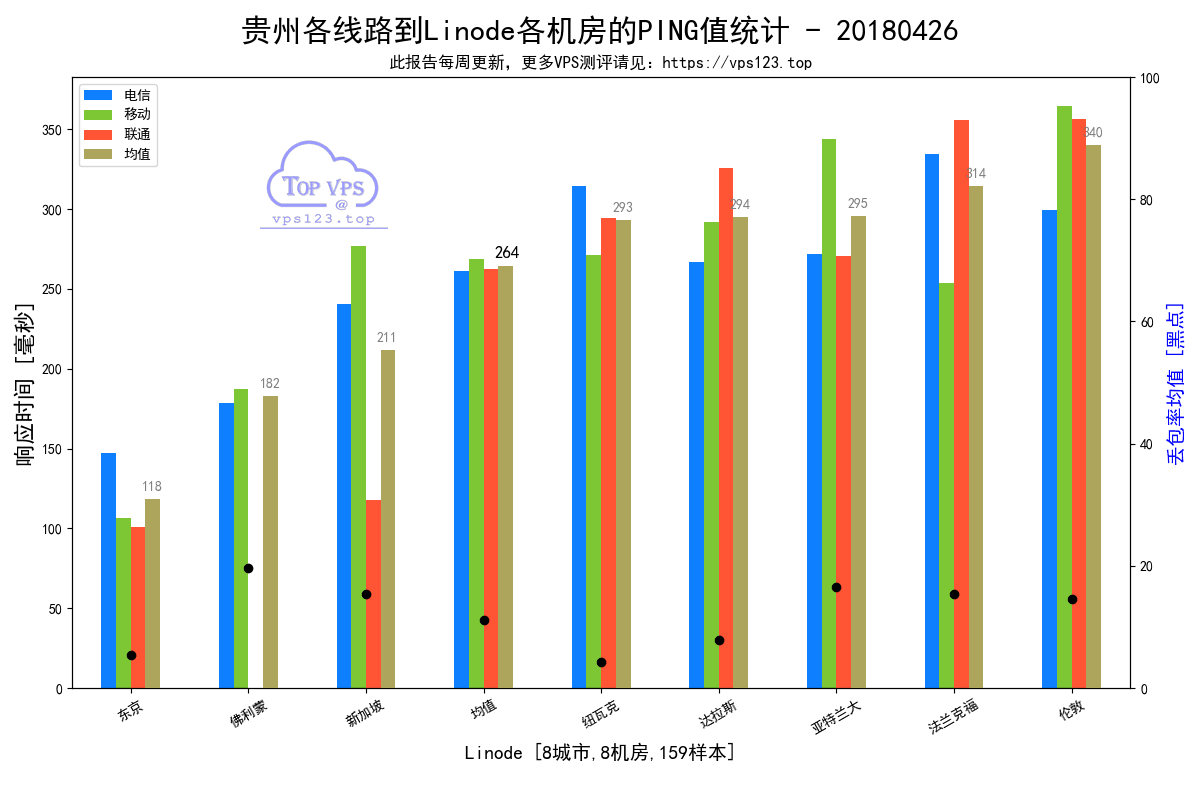 贵州各线路到Linode各机房的PING值统计 - 20180426
此报告每周更新，更多VPS测评请见：https://vps123.top
电信
移动
联通
均值
TOP VPS
@
vps123.top
响应时间 [毫秒]
350
300
250
200
150
100
50
0
118
182
211
264
293
294
295
314
340
100
80
60
40
20
0
丢包率均值 [黑点]
东京
佛利蒙
新加坡
均值
纽瓦克
达拉斯
亚特兰大
法兰克福
伦敦
Linode [8城市,8机房,159样本]